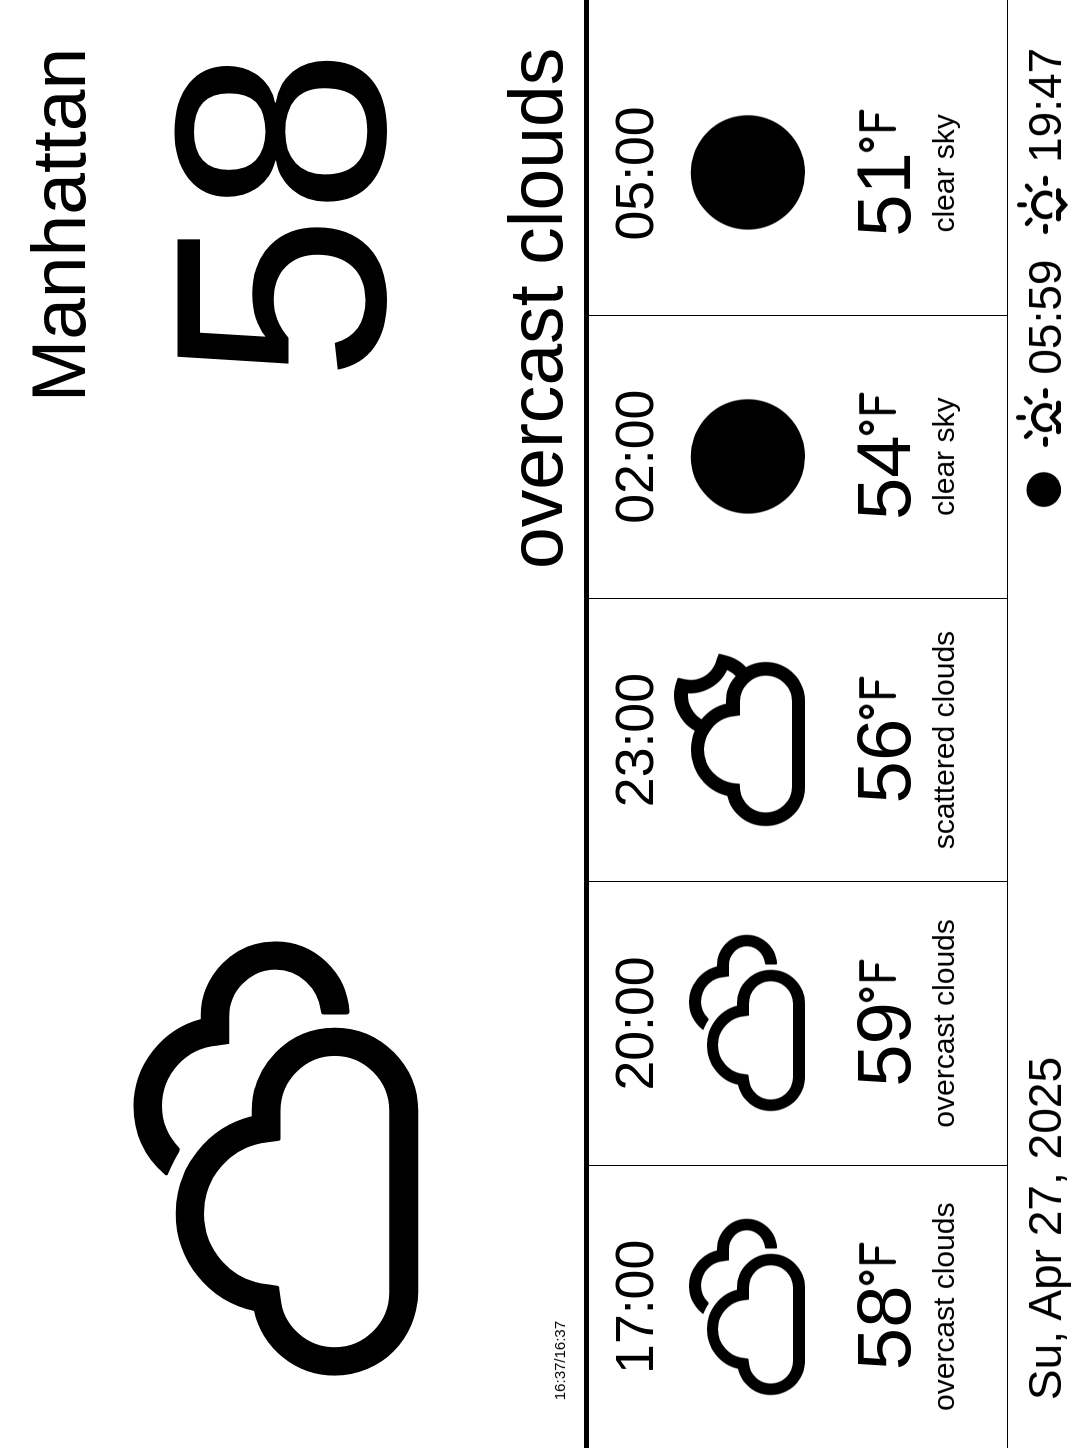 Manhattan
58
overcast clouds
16:37/16:37
17:00 20:00 23:00 02:00 05:00
58°F 59°F 56°F 54°F 51°F
overcast clouds overcast clouds scattered clouds clear sky clear sky
Su, Apr 27, 2025 05:59 19:47